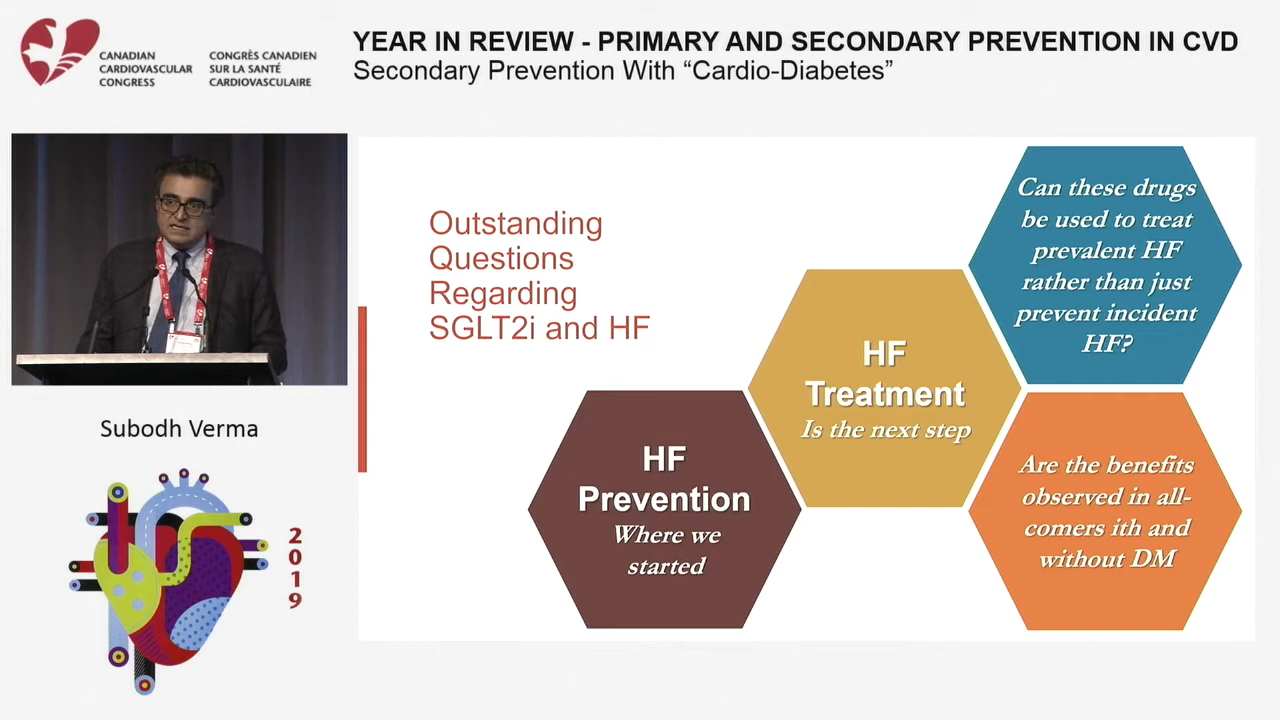 CANADIAN
CARDIOVASCULAR
CONGRESS
CONGRÈS CANADIEN
SUR LA SANTÉ
CARDIOVASCULAIRE
YEAR IN REVIEW - PRIMARY AND SECONDARY PREVENTION IN CVD
Secondary Prevention With “Cardio-Diabetes”
Outstanding
Questions
Regarding
SGLT2i and HF
HF
Prevention
Where we
started
HF
Treatment
Is the next step
Can these drugs
be used to treat
prevalent HF
rather than just
prevent incident
HF?
Are the benefits
observed in all-
comers ith and
without DM
Subodh Verma
2019